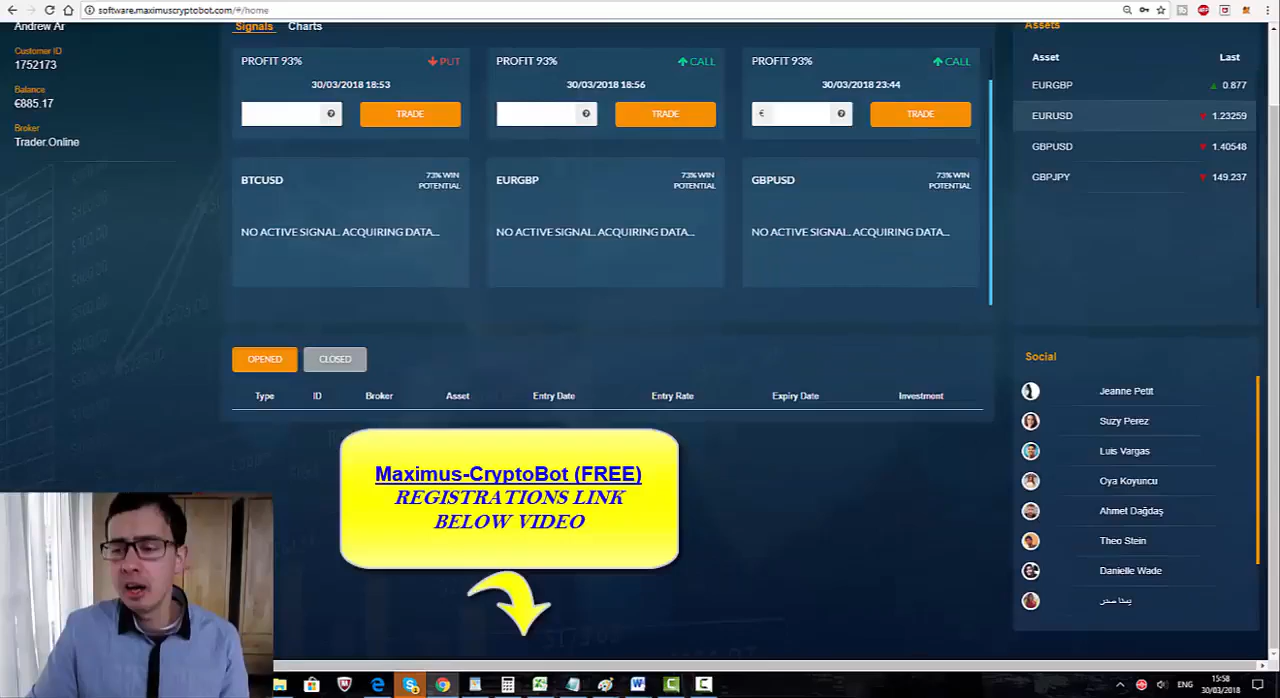 software.maximuscryptobot.com/#/home
Andrew Ar
Customer ID
1752173
Balance
€885.17
Broker
Trader.Online
Signals
Charts
PROFIT 93%
PUT
30/03/2018 18:53
TRADE
PROFIT 93%
CALL
30/03/2018 18:56
TRADE
PROFIT 93%
CALL
30/03/2018 23:44
€
TRADE
BTCUSD
73% WIN
POTENTIAL
NO ACTIVE SIGNAL. ACQUIRING DATA...
EURGBP
73% WIN
POTENTIAL
NO ACTIVE SIGNAL. ACQUIRING DATA...
GBPUSD
73% WIN
POTENTIAL
NO ACTIVE SIGNAL. ACQUIRING DATA...
OPENED
CLOSED
Type ID Broker Asset Entry Date Entry Rate Expiry Date Investment
Maximus-CryptoBot (FREE)
REGISTRATIONS LINK
BELOW VIDEO
Assets
Asset Last
EURGBP 0.877
EURUSD 1.23259
GBPUSD 1.40548
GBPJPY 149.237
Social
Jeanne Petit
Suzy Perez
Luis Vargas
Oya Koyuncu
Ahmet Dağdaş
Theo Stein
Danielle Wade
ENG
15:58
30/03/2018